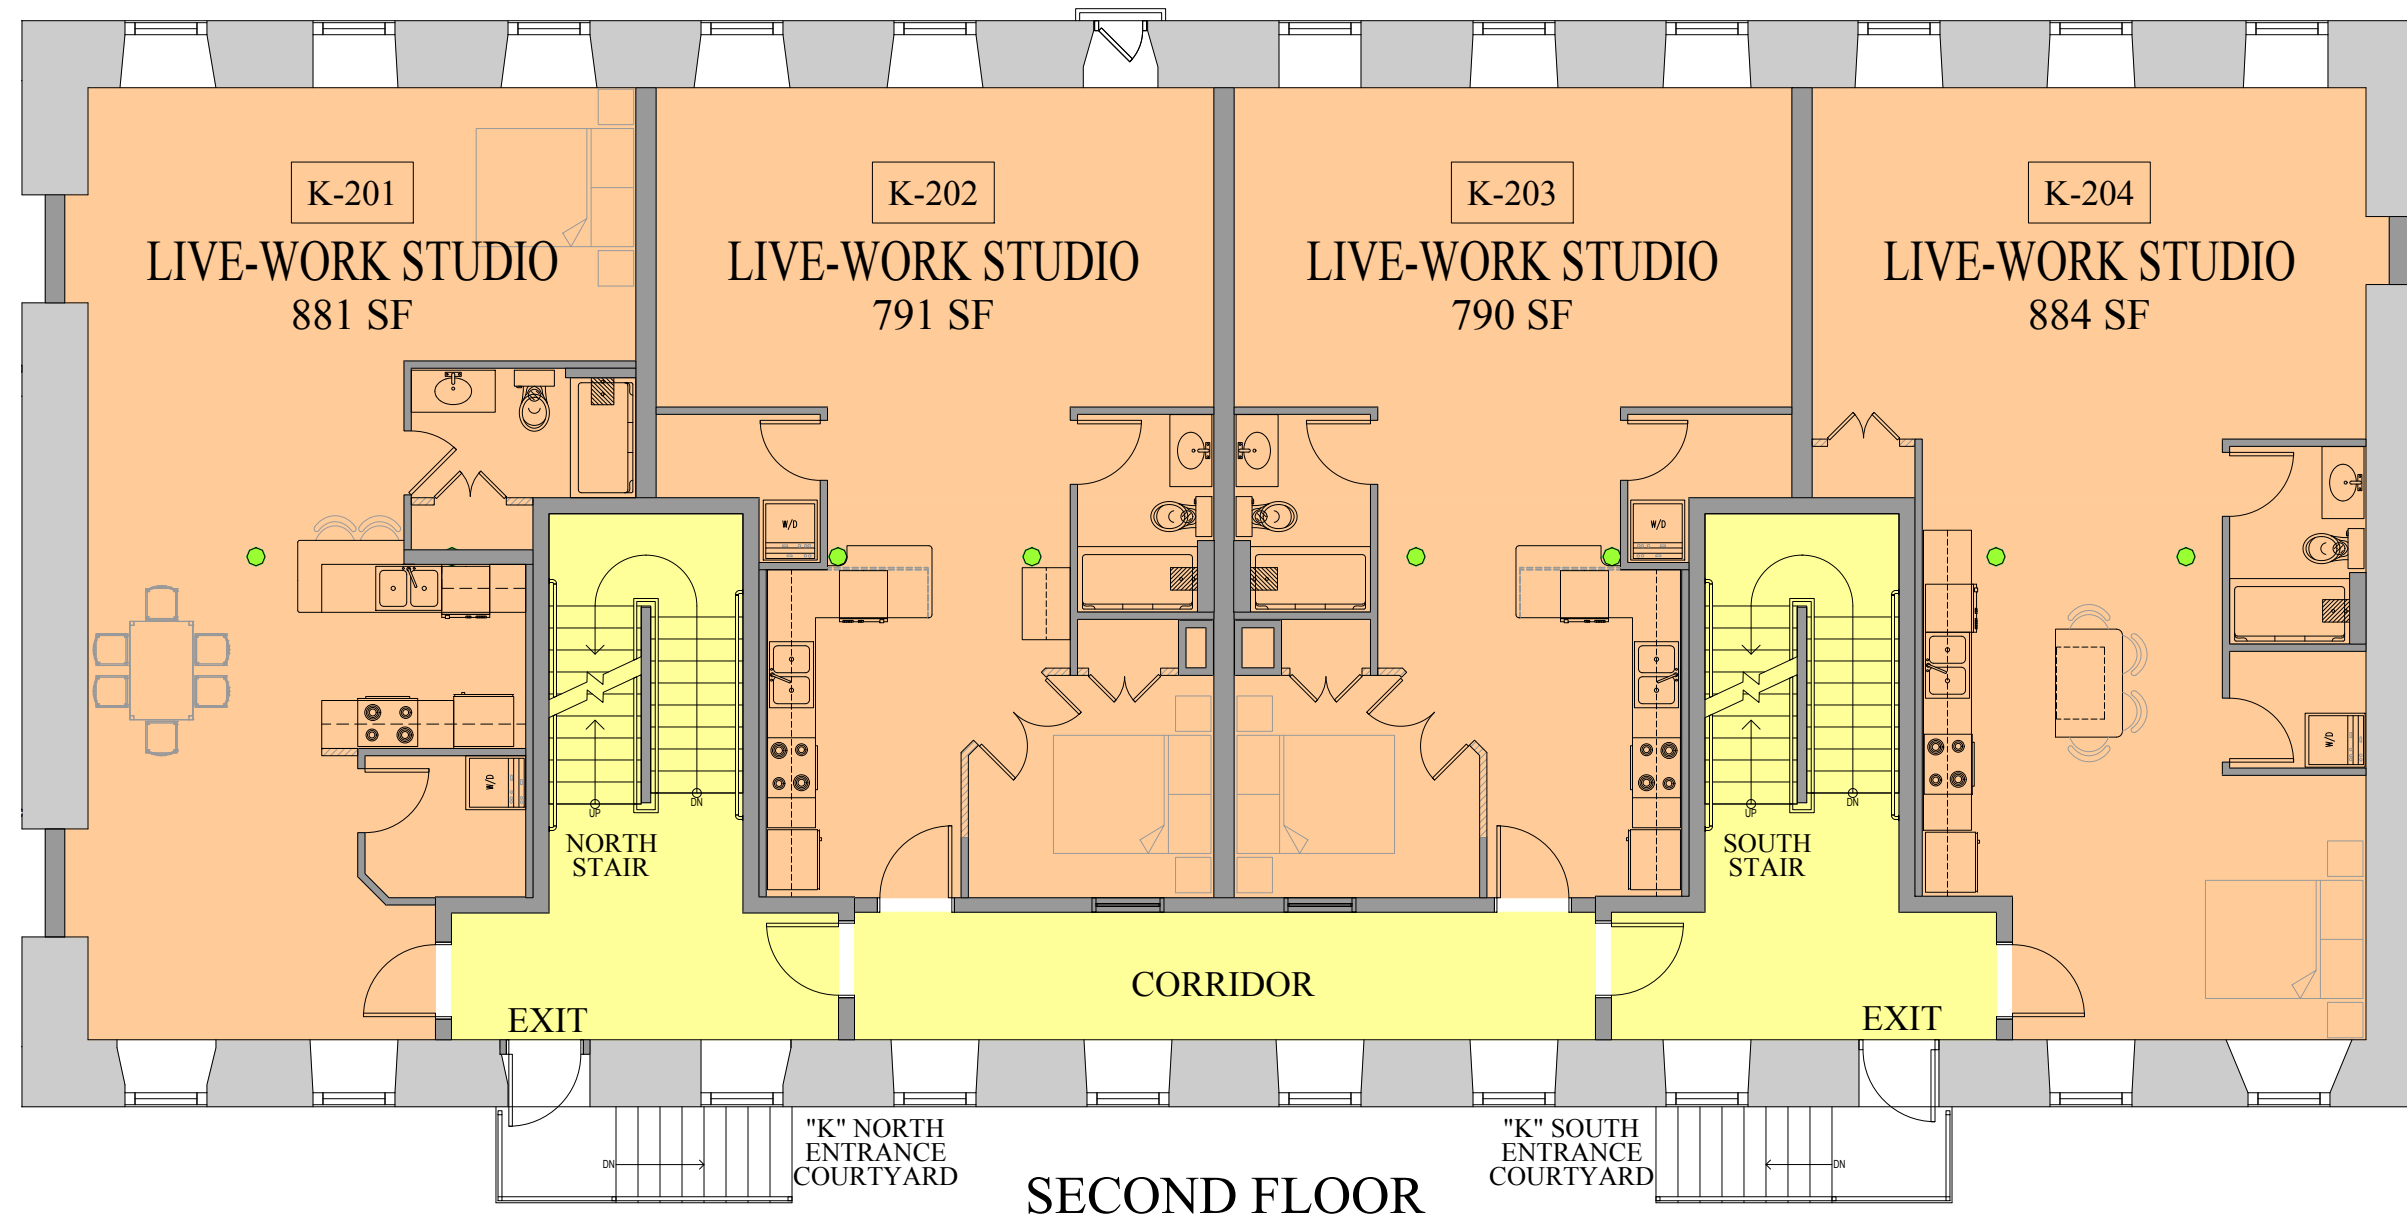 K-201
LIVE-WORK STUDIO
881 SF
K-202
LIVE-WORK STUDIO
791 SF
K-203
LIVE-WORK STUDIO
790 SF
K-204
LIVE-WORK STUDIO
884 SF
W/D
W/D
W/D
W/D
UP
DN
NORTH
STAIR
UP
DN
SOUTH
STAIR
EXIT
CORRIDOR
EXIT
DN
"K" NORTH
ENTRANCE
COURTYARD
"K" SOUTH
ENTRANCE
COURTYARD
DN
SECOND FLOOR